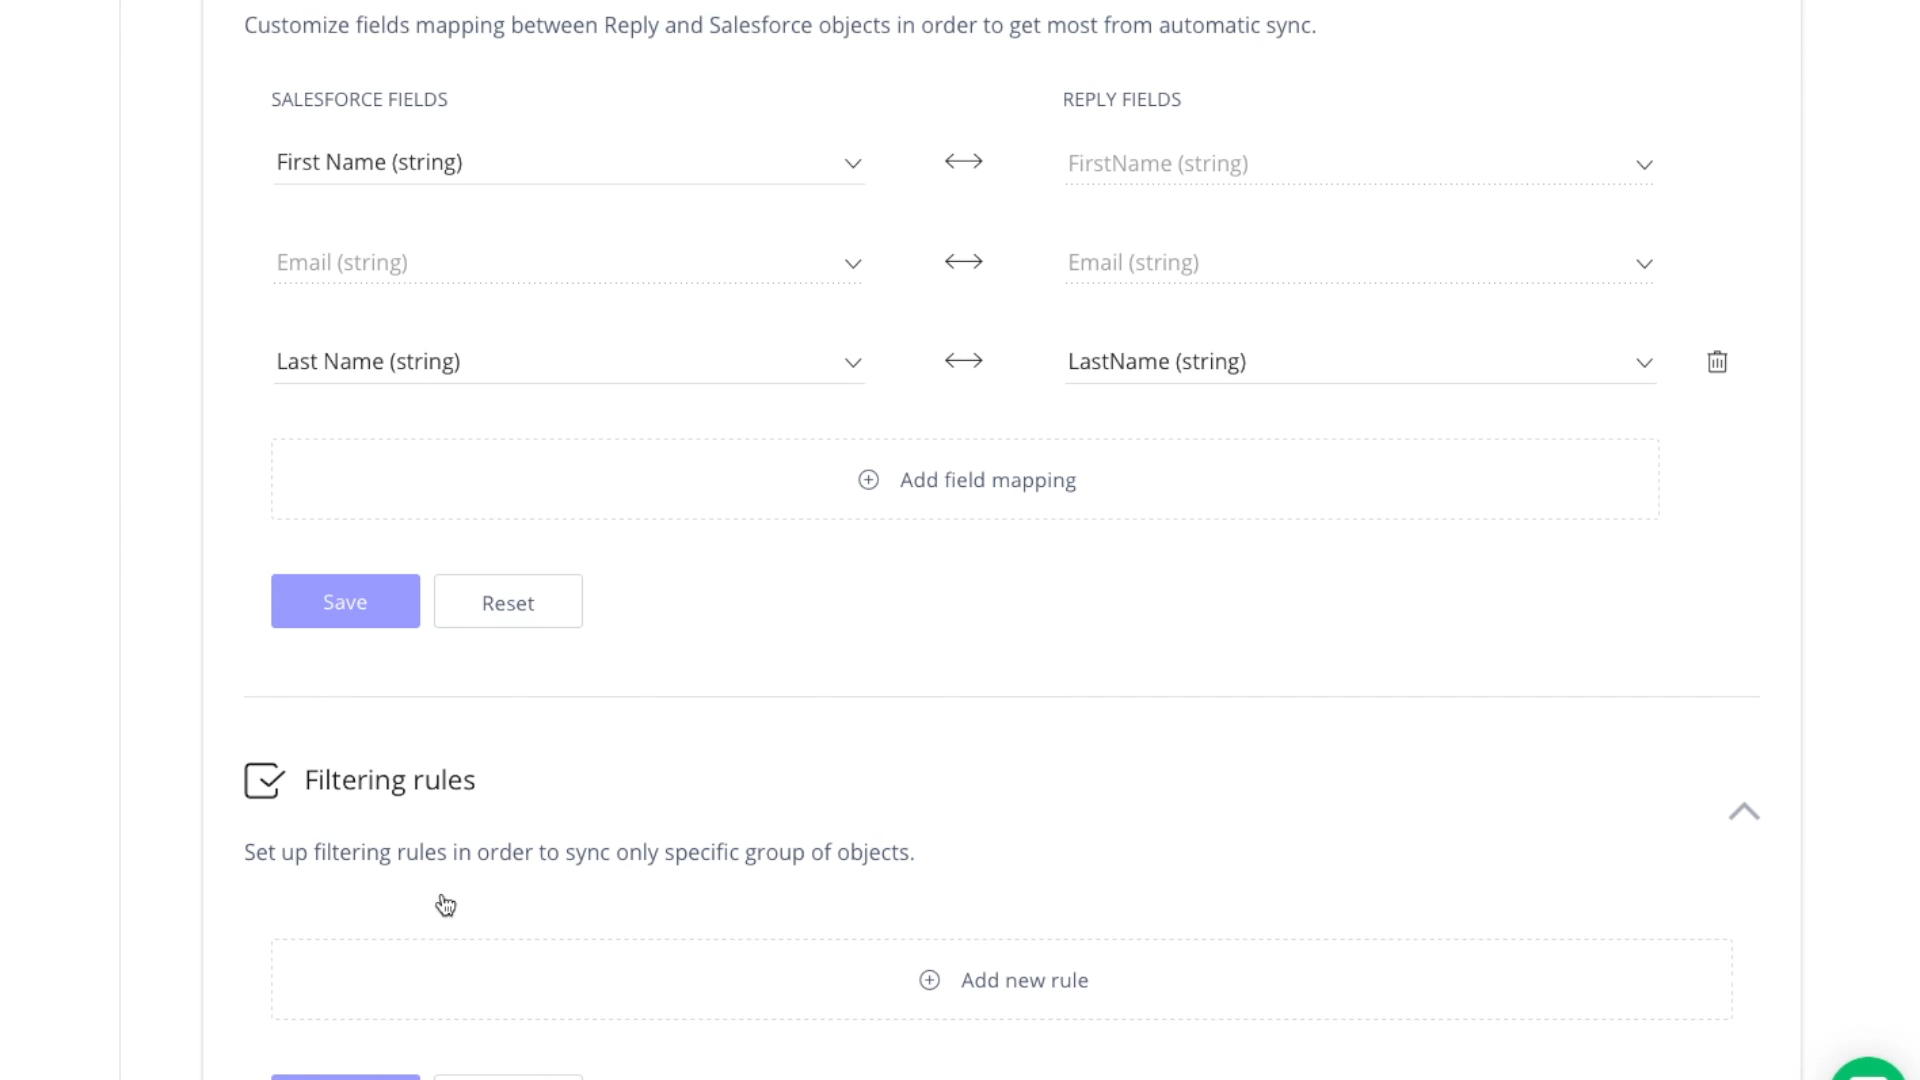 Customize fields mapping between Reply and Salesforce objects in order to get most from automatic sync.
SALESFORCE FIELDS
REPLY FIELDS
First Name (string)
FirstName (string)
Email (string)
Email (string)
Last Name (string)
LastName (string)
Add field mapping
Save
Reset
Filtering rules
Set up filtering rules in order to sync only specific group of objects.
Add new rule